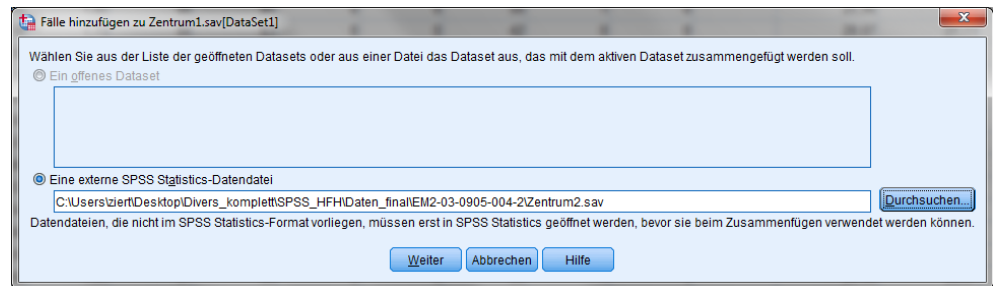 Fälle hinzufügen zu Zentrum1.sav[DataSet1]
Wählen Sie aus der Liste der geöffneten Datasets oder aus einer Datei das Dataset aus, das mit dem aktiven Dataset zusammengefügt werden soll.
Ein offenes Dataset
Eine externe SPSS Statistics-Datendatei
C:\Users\ziert\Desktop\Divers_komplett\SPSS_HFH\Daten_final\EM2-03-0905-004-2\Zentrum2.sav
Durchsuchen...
Datendateien, die nicht im SPSS Statistics-Format vorliegen, müssen erst in SPSS Statistics geöffnet werden, bevor sie beim Zusammenfügen verwendet werden können.
Weiter Abbrechen Hilfe